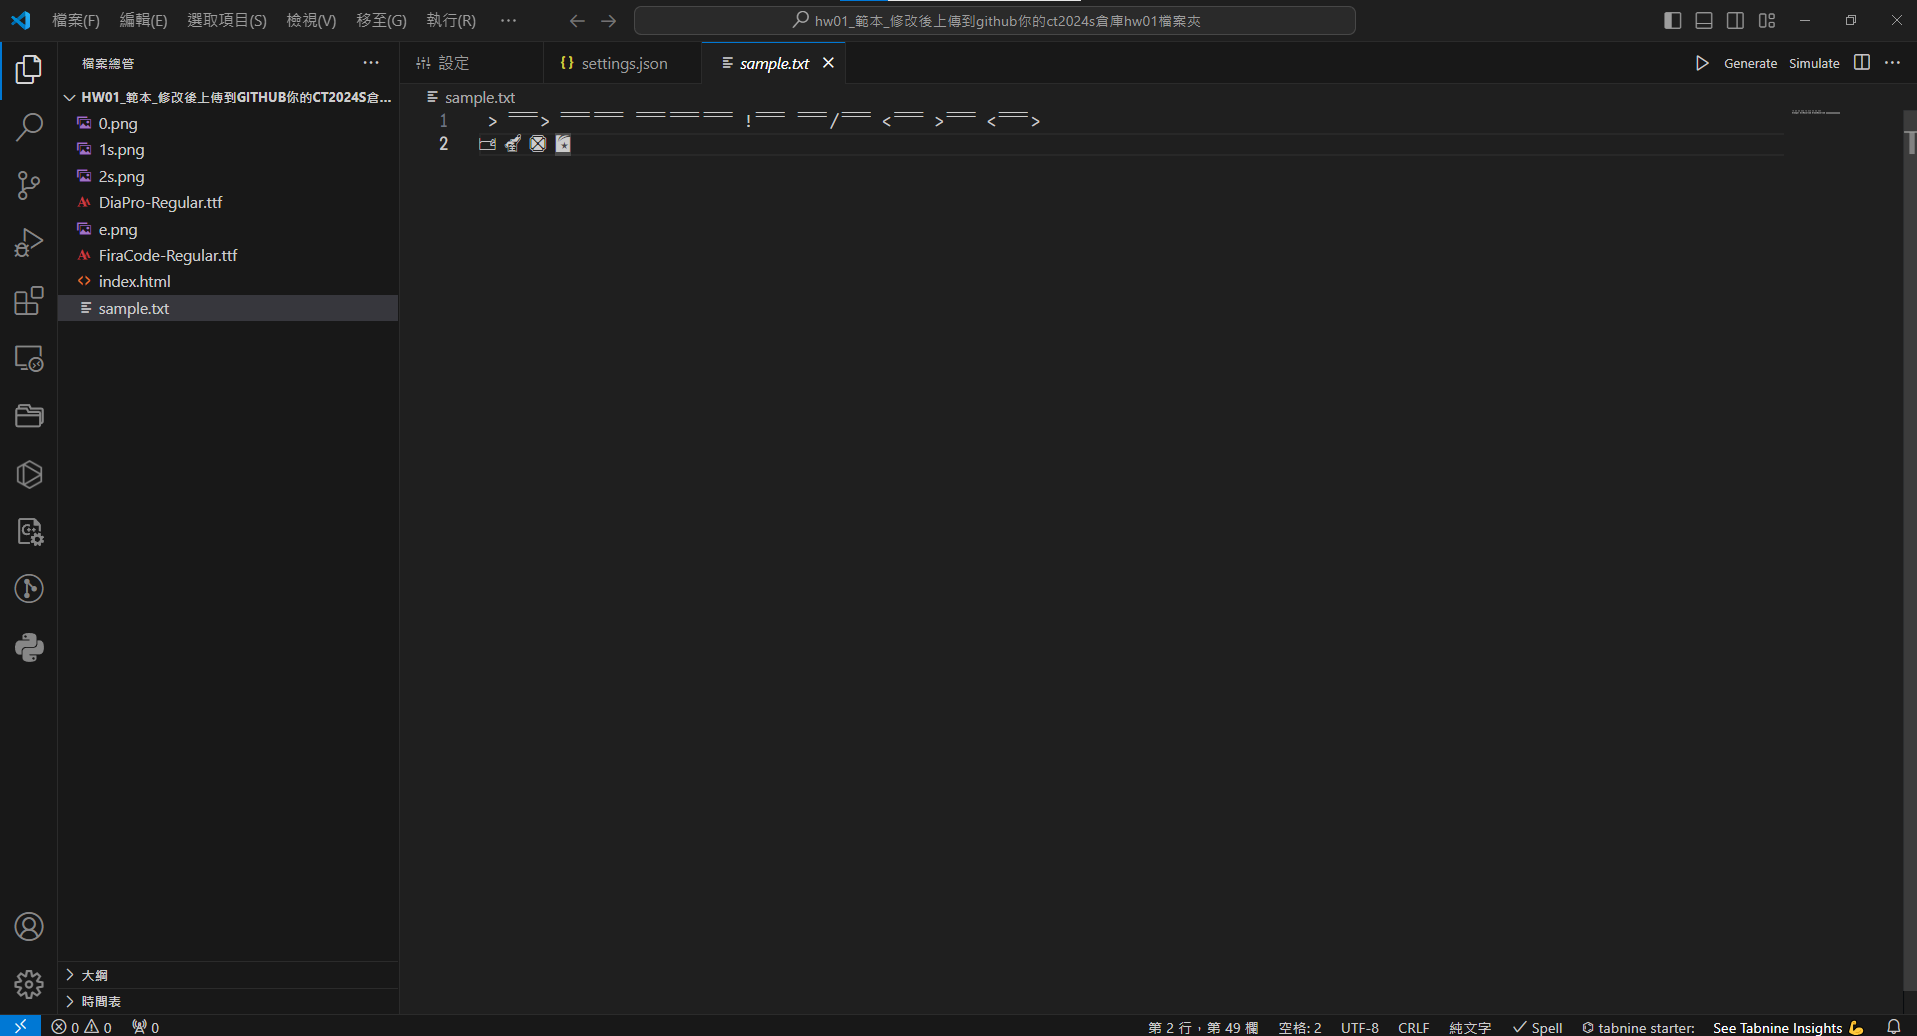 檔案(F) 編輯(E) 選取項目(S) 檢視(V) 移至(G) 執行(R) ···
hw01_範本_修改後上傳到github你的ct2024s倉庫hw01檔案夾
檔案總管
HW01_範本_修改後上傳到GITHUB你的CT2024S倉...
0.png
1s.png
2s.png
DiaPro-Regular.ttf
e.png
FiraCode-Regular.ttf
index.html
sample.txt
大綱
時間表
設定
{} settings.json
sample.txt
Generate Simulate
sample.txt
1
2
0 0 0
第 2 行，第 49 欄 空格: 2 UTF-8 CRLF 純文字 Spell tabnine starter: See Tabnine Insights 💪